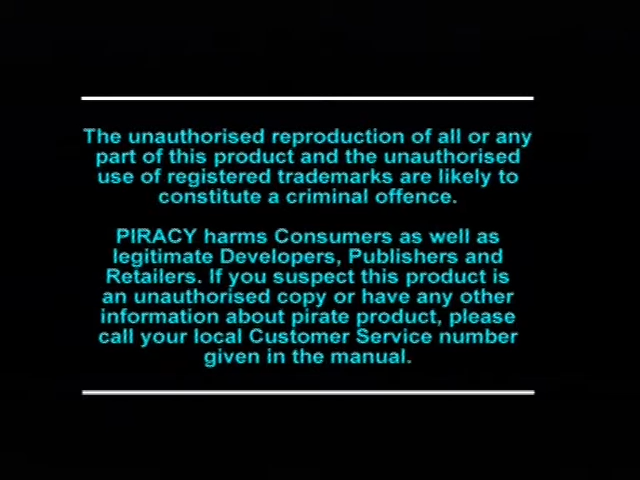 The unauthorised reproduction of all or any
part of this product and the unauthorised
use of registered trademarks are likely to
constitute a criminal offence.
PIRACY harms Consumers as well as
legitimate Developers, Publishers and
Retailers. If you suspect this product is
an unauthorised copy or have any other
information about pirate product, please
call your local Customer Service number
given in the manual.